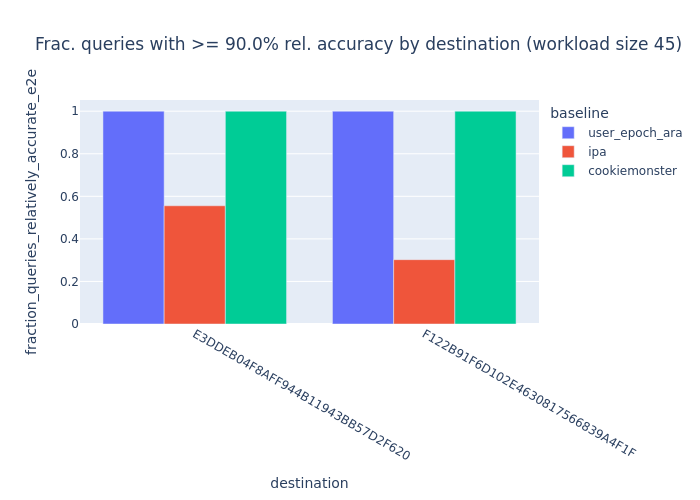 Frac. queries with >= 90.0% rel. accuracy by destination (workload size 45)
fraction_queries_relatively_accurate_e2e
1
0.8
0.6
0.4
0.2
0
baseline
user_epoch_ara
ipa
cookiemonster
E3DDEB04F8AFF944B11943BB57D2F620
F122B91F6D102E4630817566839A4F1F
destination